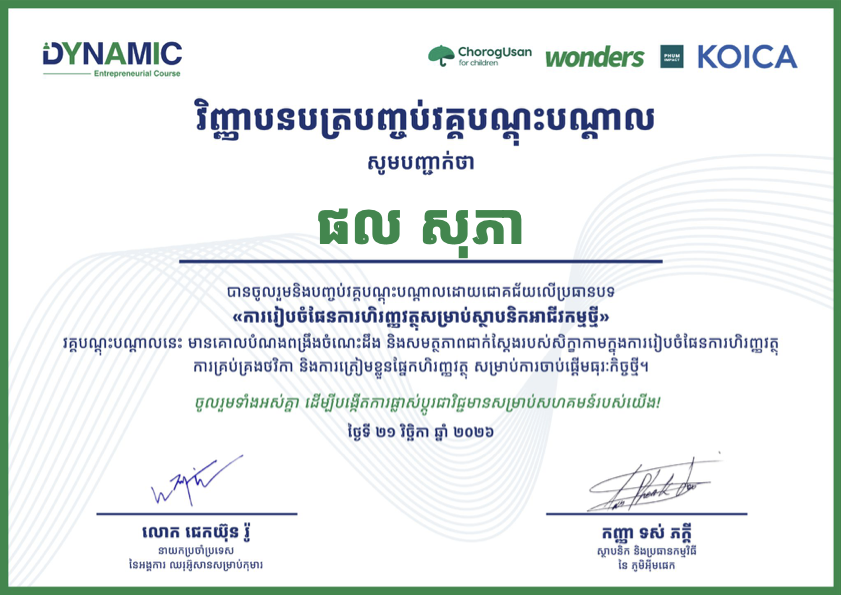 DYNAMIC
Entrepreneurial Course
ChorogUsan
for children
wonders
PHUM
IMPACT
KOICA
វិញ្ញាបនបត្របញ្ចប់វគ្គបណ្តុះបណ្តាល
សូមបញ្ជាក់ថា
ផល សុភា
បានចូលរួមនិងបញ្ចប់វគ្គបណ្តុះបណ្តាលដោយជោគជ័យលើប្រធានបទ
«ការរៀបចំផែនការហិរញ្ញវត្ថុសម្រាប់ស្ថាបនិកអាជីវកម្មថ្មី»
វគ្គបណ្តុះបណ្តាលនេះ មានគោលបំណងពង្រឹងចំណេះដឹង និងសមត្ថភាពជាក់ស្តែងរបស់សិក្ខាកាមក្នុងការរៀបចំផែនការហិរញ្ញវត្ថុ
ការគ្រប់គ្រងថវិកា និងការត្រៀមខ្លួនផ្នែកហិរញ្ញវត្ថុ សម្រាប់ការចាប់ផ្តើមធុរៈកិច្ចថ្មី។
ចូលរួមទាំងអស់គ្នា ដើម្បីបង្កើតការផ្លាស់ប្តូរជាវិជ្ជមានសម្រាប់សហគមន៍របស់យើង!
ថ្ងៃទី ២១ វិច្ឆិកា ឆ្នាំ ២០២៦
លោក ជេកយ៉ុន រ៉ូ
នាយកប្រចាំប្រទេស
នៃអង្គការ ឈរុអ៊ូសានសម្រាប់កុមារ
កញ្ញា ទស់ ភក្តី
ស្ថាបនិក និងប្រធានកម្មវិធី
នៃ ភូមិអ៊ីមផេក